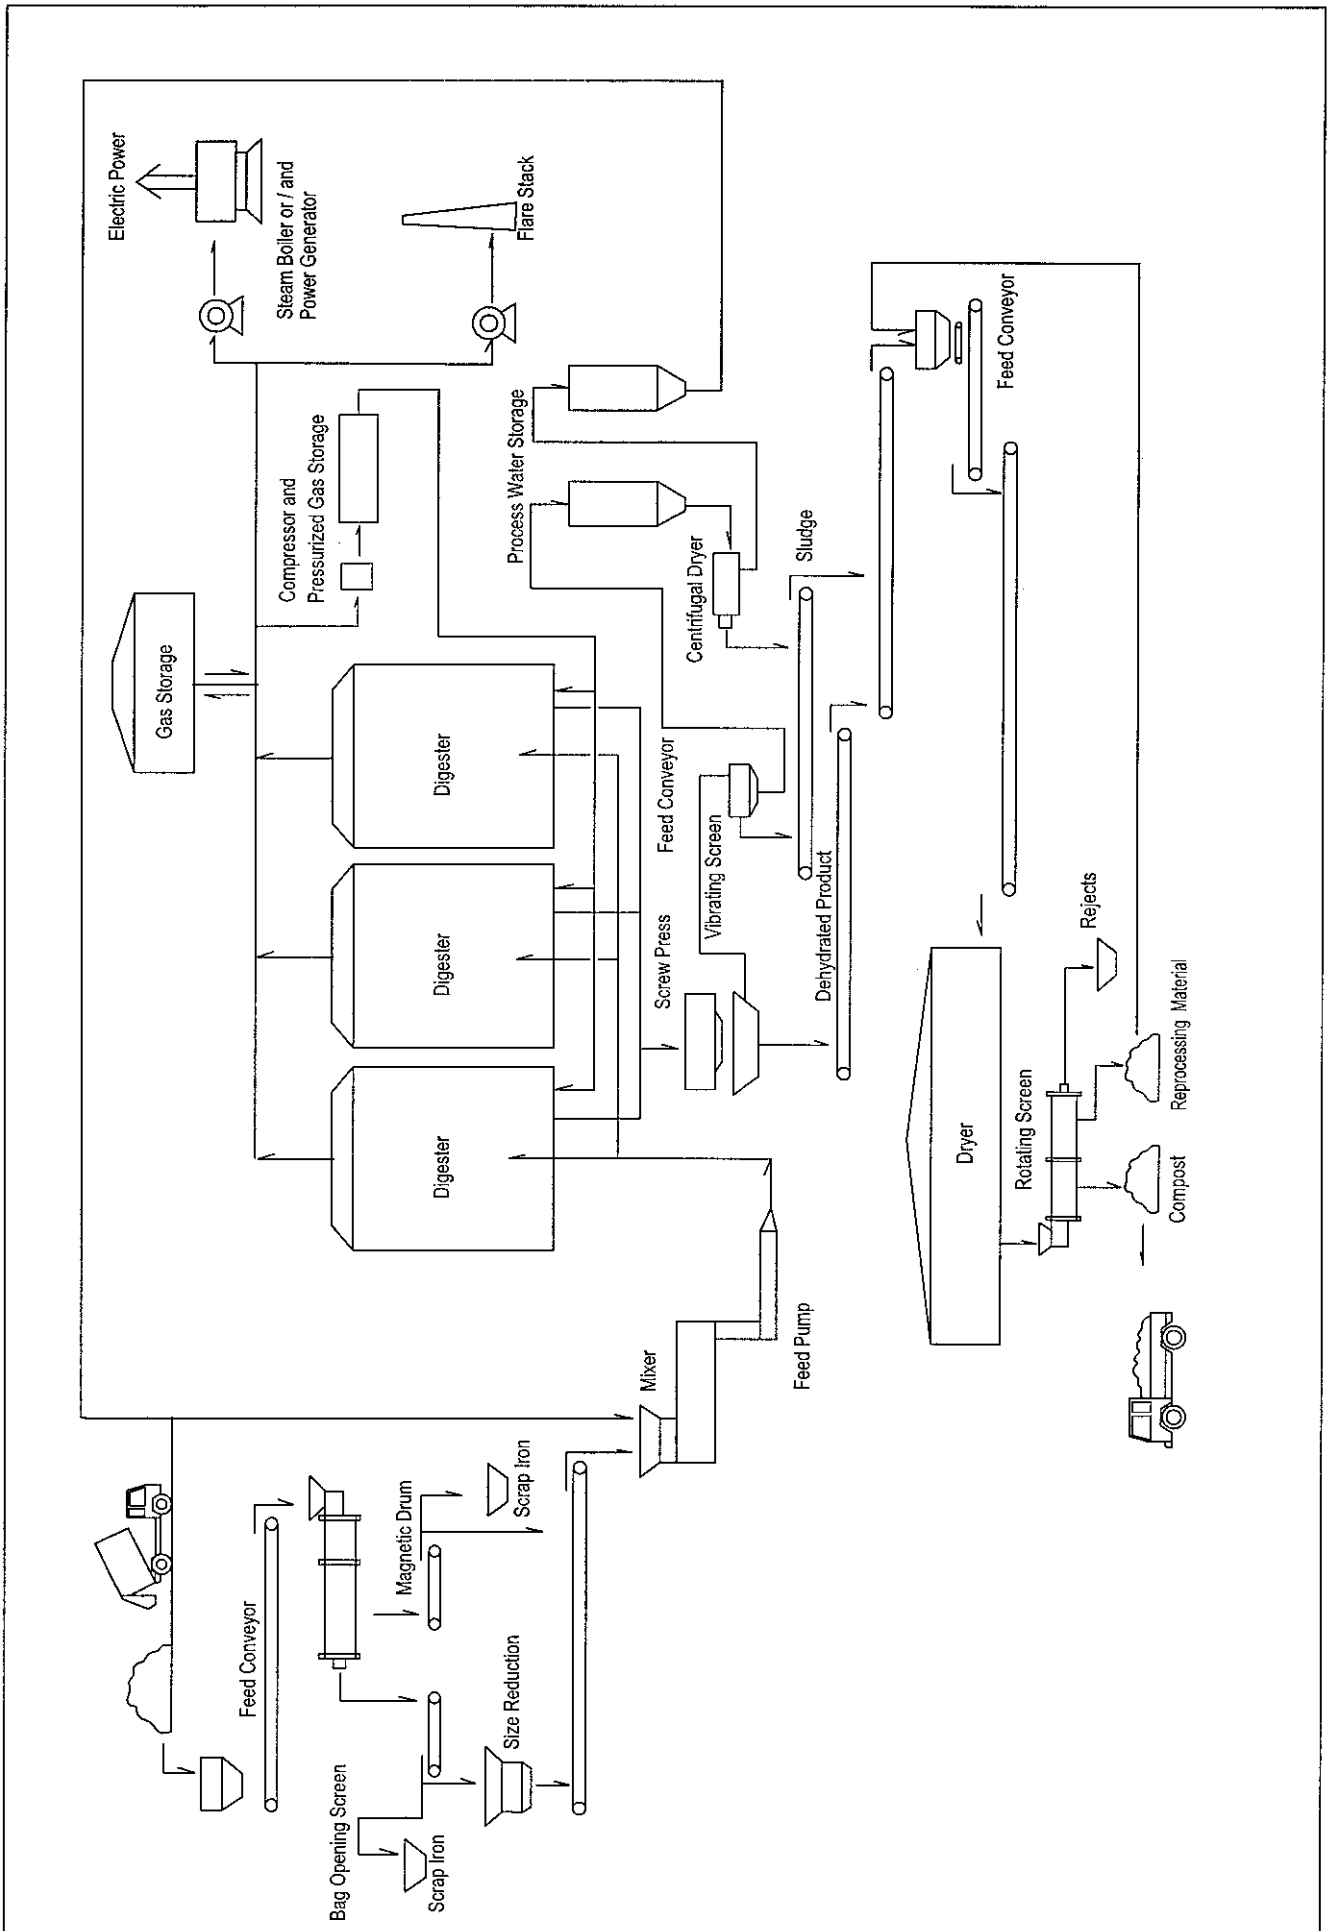 Electric Power
Steam Boiler or / and
Power Generator
Flare Stack
Gas Storage
Compressor and
Pressurized Gas Storage
Digester
Digester
Digester
Process Water Storage
Centrifugal Dryer
Sludge
Feed Conveyor
Feed Conveyor
Vibrating Screen
Screw Press
Dehydrated Product
Feed Conveyor
Bag Opening Screen
Scrap Iron
Magnetic Drum
Scrap Iron
Size Reduction
Mixer
Feed Pump
Dryer
Rotating Screen
Rejects
Reprocessing Material
Compost